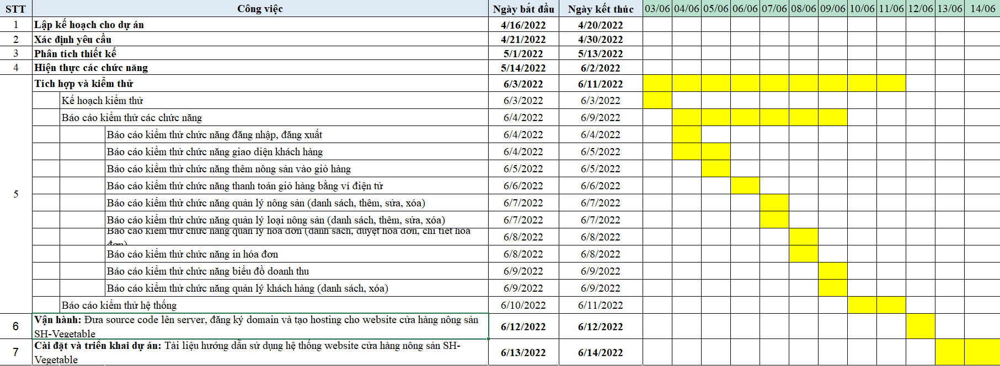 STT Công việc Ngày bắt đầu Ngày kết thúc 03/06 04/06 05/06 06/06 07/06 08/06 09/06 10/06 11/06 12/06 13/06 14/06
1 Lập kế hoạch cho dự án 4/16/2022 4/20/2022
2 Xác định yêu cầu 4/21/2022 4/30/2022
3 Phân tích thiết kế 5/1/2022 5/13/2022
4 Hiện thực các chức năng 5/14/2022 6/2/2022
5 Tích hợp và kiểm thử 6/3/2022 6/11/2022
Kế hoạch kiểm thử 6/3/2022 6/3/2022
Báo cáo kiểm thử các chức năng 6/4/2022 6/9/2022
Báo cáo kiểm thử chức năng đăng nhập, đăng xuất 6/4/2022 6/4/2022
Báo cáo kiểm thử chức năng giao diện khách hàng 6/4/2022 6/5/2022
Báo cáo kiểm thử chức năng thêm nông sản vào giỏ hàng 6/5/2022 6/5/2022
Báo cáo kiểm thử chức năng thanh toán giỏ hàng bằng ví điện tử 6/6/2022 6/6/2022
Báo cáo kiểm thử chức năng quản lý nông sản (danh sách, thêm, sửa, xóa) 6/7/2022 6/7/2022
Báo cáo kiểm thử chức năng quản lý loại nông sản (danh sách, thêm, sửa, xóa) 6/7/2022 6/7/2022
Báo cáo kiểm thử chức năng quản lý hóa đơn (danh sách, duyệt hóa đơn, chi tiết hóa
đơn) 6/8/2022 6/8/2022
Báo cáo kiểm thử chức năng in hóa đơn 6/8/2022 6/8/2022
Báo cáo kiểm thử chức năng biểu đồ doanh thu 6/9/2022 6/9/2022
Báo cáo kiểm thử chức năng quản lý khách hàng (danh sách, xóa) 6/9/2022 6/9/2022
Báo cáo kiểm thử hệ thống 6/10/2022 6/11/2022
6 Vận hành: Đưa source code lên server, đăng ký domain và tạo hosting cho website cửa hàng nông sản
SH-Vegetable 6/12/2022 6/12/2022
7 Cài đặt và triển khai dự án: Tài liệu hướng dẫn sử dụng hệ thống website cửa hàng nông sản SH-
Vegetable 6/13/2022 6/14/2022